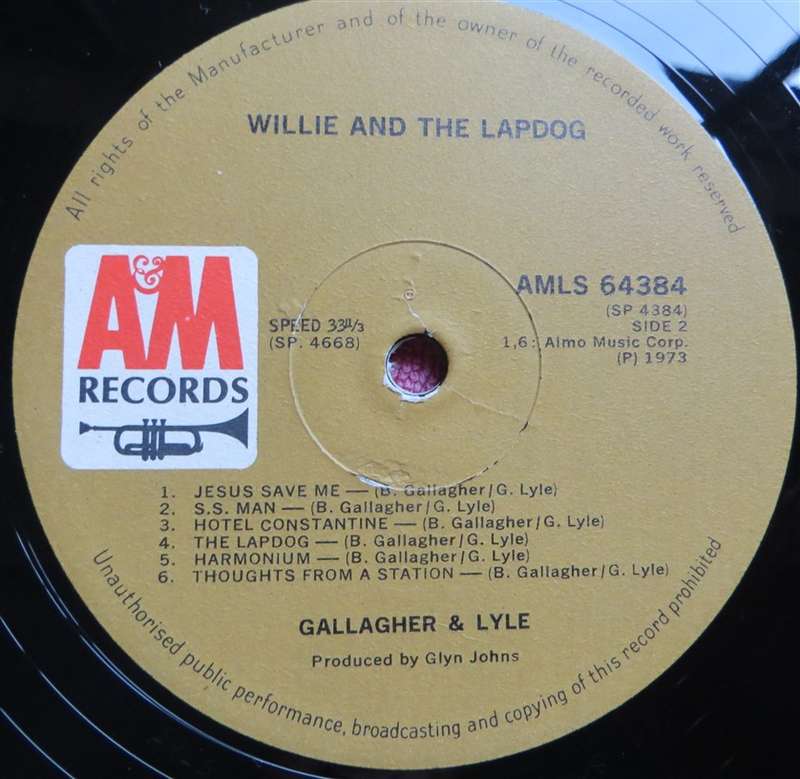 All rights of the Manufacturer and of the owner of the recorded work reserved
WILLIE AND THE LAPDOG
A&M
RECORDS
SPEED 33⅓
(SP. 4668)
AMLS 64384
(SP 4384)
SIDE 2
1,6: Almo Music Corp.
(P) 1973
1. JESUS SAVE ME — (B. Gallagher/G. Lyle)
2. S.S. MAN — (B. Gallagher/G. Lyle)
3. HOTEL CONSTANTINE — (B. Gallagher/G. Lyle)
4. THE LAPDOG — (B. Gallagher/G. Lyle)
5. HARMONIUM — (B. Gallagher/G. Lyle)
6. THOUGHTS FROM A STATION — (B. Gallagher/G. Lyle)
GALLAGHER & LYLE
Produced by Glyn Johns
Unauthorised public performance, broadcasting and copying of this record prohibited